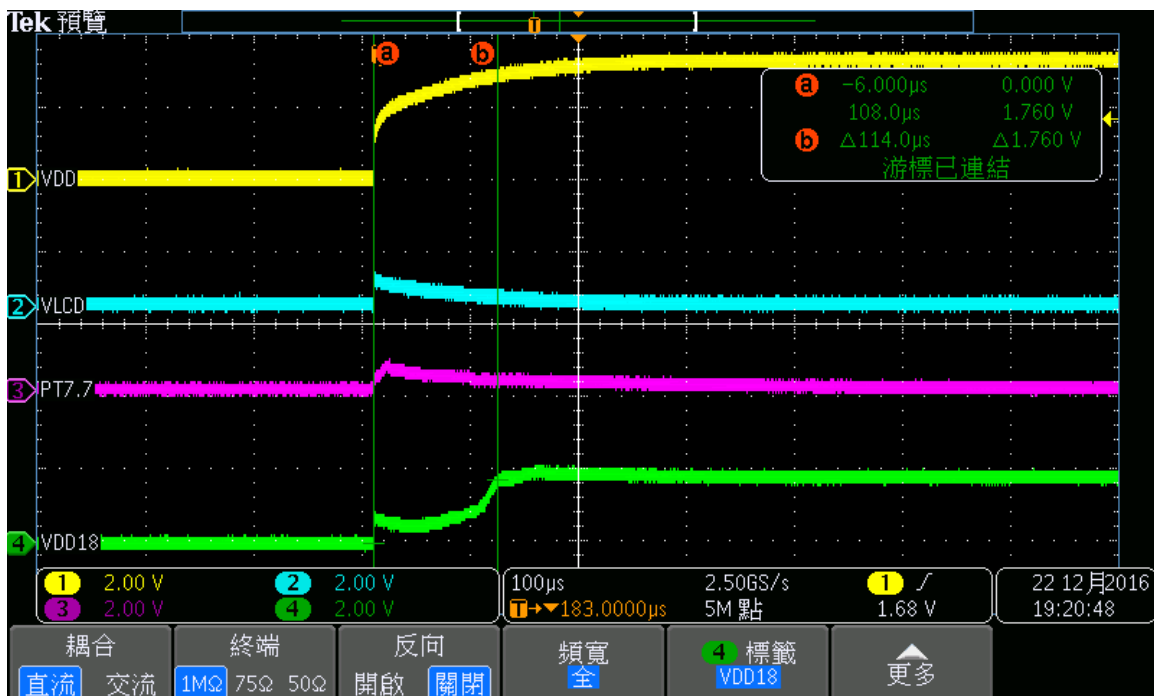 Tek 預覽
T
a b
a -6.000µs 0.000 V
108.0µs 1.760 V
b △114.0µs △1.760 V
游標已連結
1 VDD
2 VLCD
3 PT7.7
4 VDD18
1 2.00 V 2 2.00 V 100µs 2.50GS/s 1 ∫ 22 12月2016
3 2.00 V 4 2.00 V T→▼183.0000µs 5M 點 1.68 V 19:20:48
耦合 終端 反向 頻寬 4 標籤 更多
直流 交流 1MΩ 75Ω 50Ω 開啟 關閉 全 VDD18